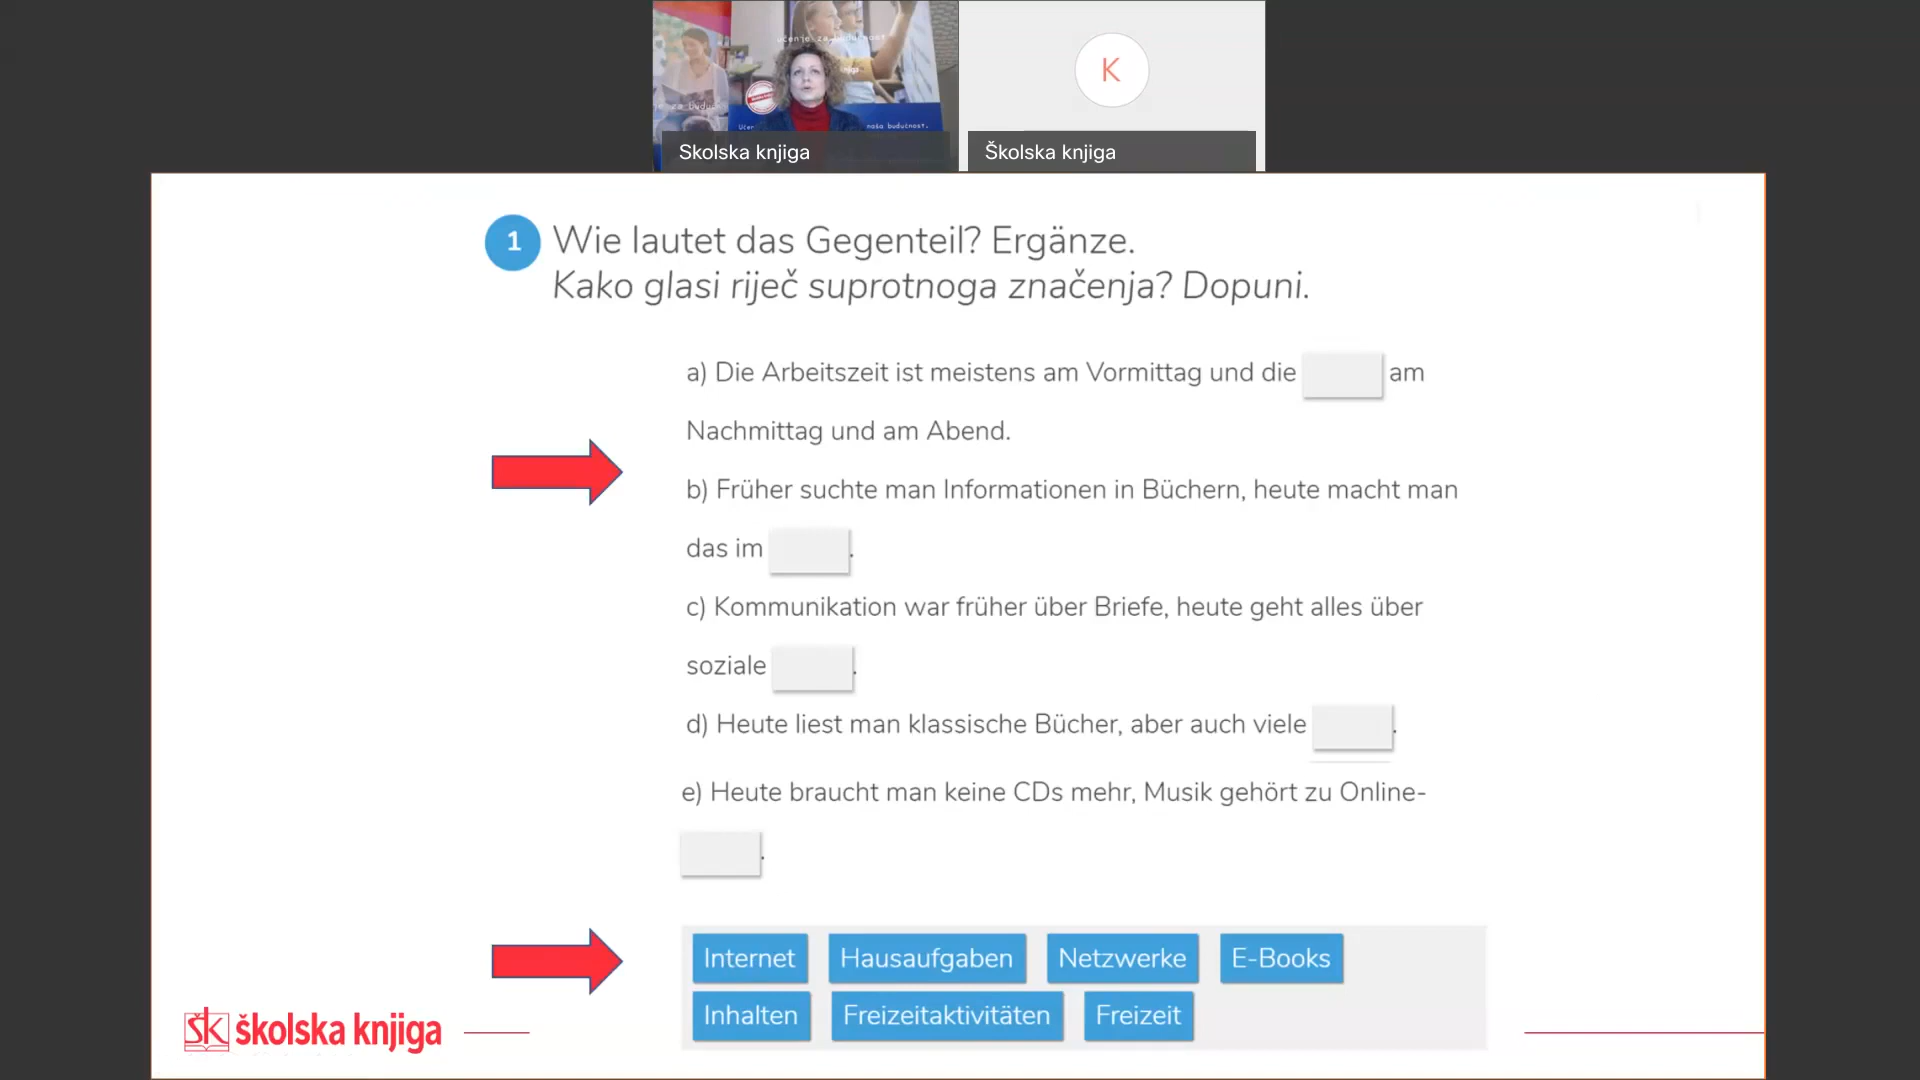 učenje za budućnost
Skolska knjiga
K
Školska knjiga
1
Wie lautet das Gegenteil? Ergänze.
Kako glasi riječ suprotnoga značenja? Dopuni.
a) Die Arbeitszeit ist meistens am Vormittag und die am
Nachmittag und am Abend.
b) Früher suchte man Informationen in Büchern, heute macht man
das im .
c) Kommunikation war früher über Briefe, heute geht alles über
soziale .
d) Heute liest man klassische Bücher, aber auch viele .
e) Heute braucht man keine CDs mehr, Musik gehört zu Online-
.
Internet Hausaufgaben Netzwerke E-Books
Inhalten Freizeitaktivitäten Freizeit
ŠK školska knjiga